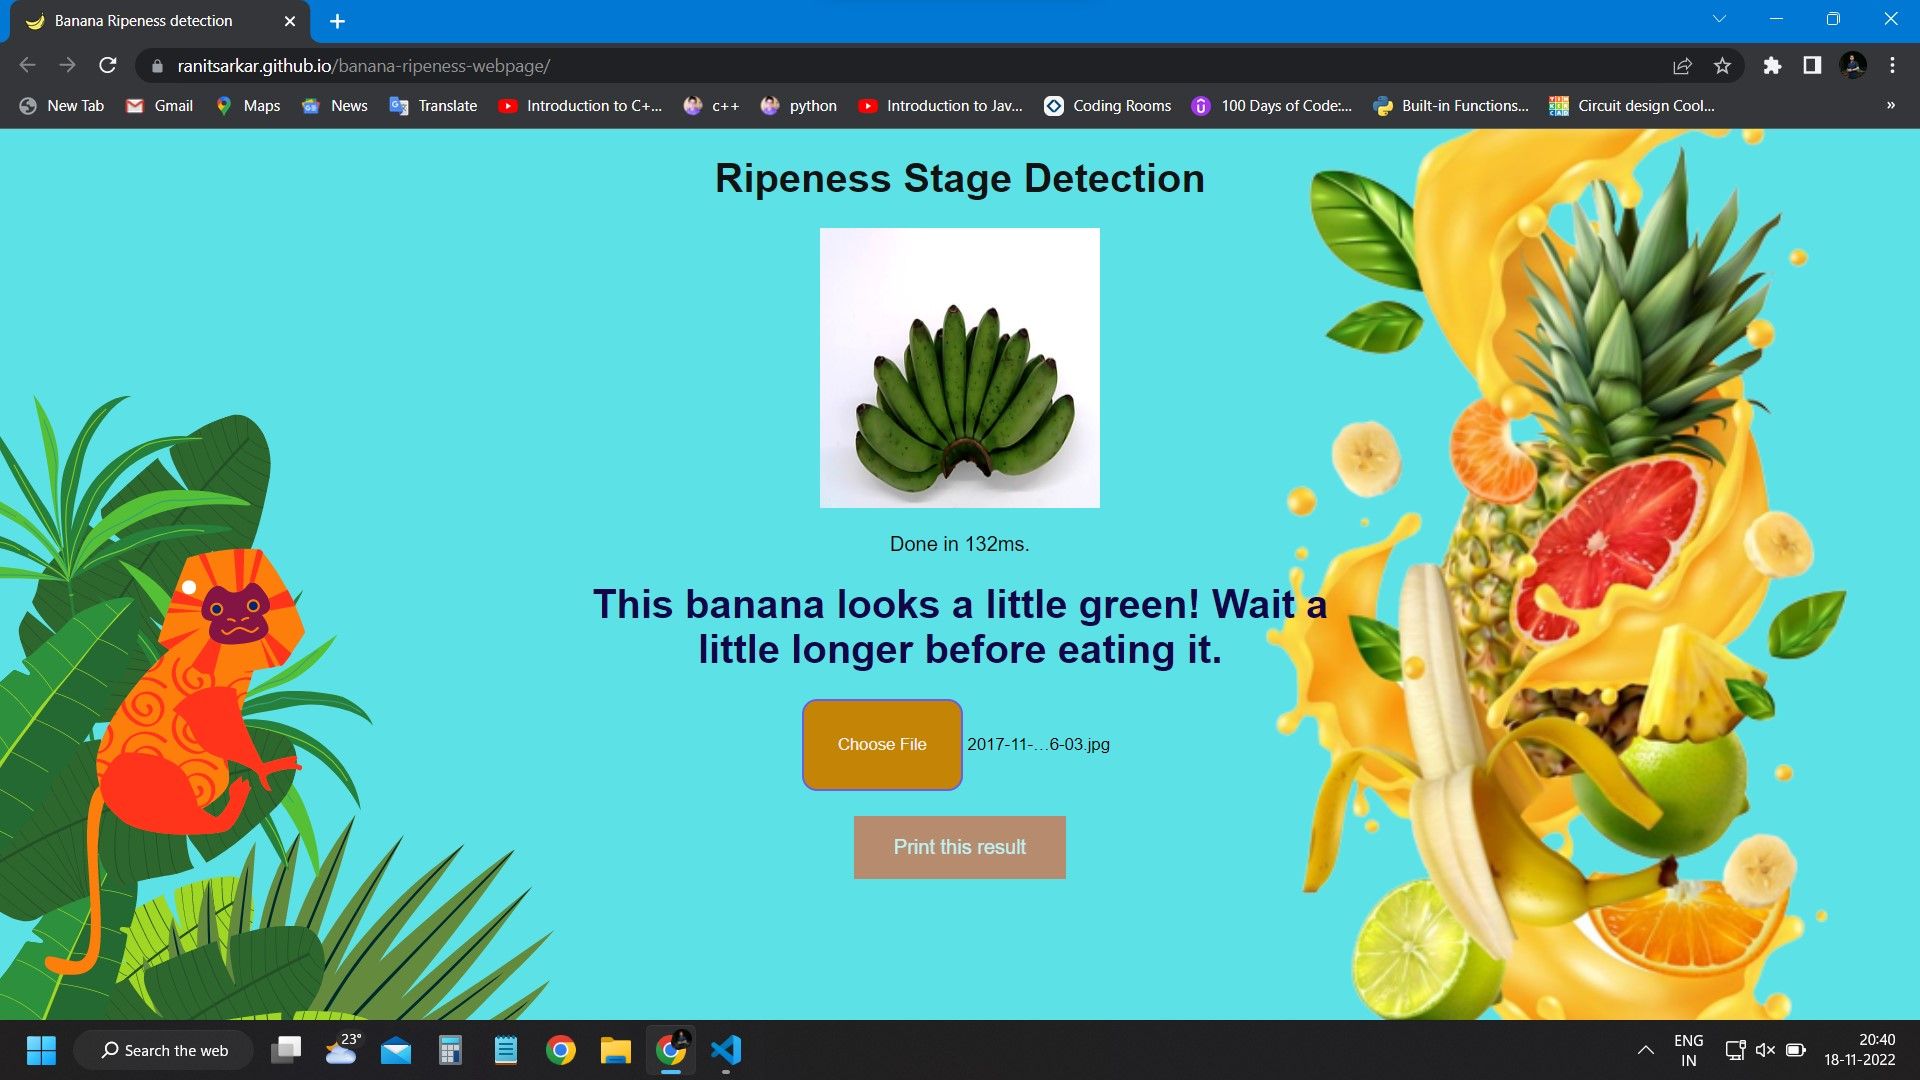 Banana Ripeness detection
ranitsarkar.github.io/banana-ripeness-webpage/
New Tab Gmail Maps News Translate Introduction to C+... c++ python Introduction to Jav... Coding Rooms 100 Days of Code:... Built-in Functions... Circuit design Cool... »
Ripeness Stage Detection
Done in 132ms.
This banana looks a little green! Wait a
little longer before eating it.
Choose File 2017-11-...6-03.jpg
Print this result
Search the web
23°
ENG
IN
20:40
18-11-2022